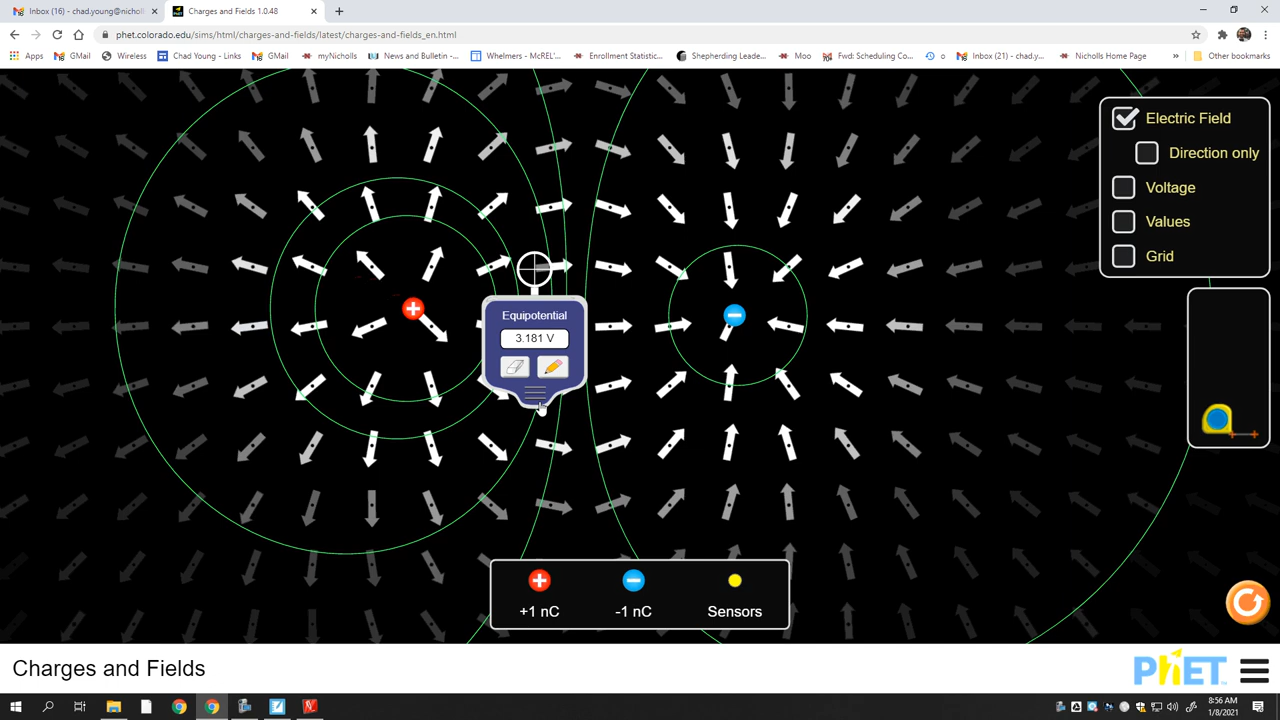 Inbox (16) - chad.young@nicholl
Charges and Fields 1.0.48
phet.colorado.edu/sims/html/charges-and-fields/latest/charges-and-fields_en.html
Apps
GMail
Wireless
Chad Young - Links
GMail
myNicholls
News and Bulletin -...
Whelmers - McREL'...
Enrollment Statistic...
Shepherding Leade...
Moo
Fwd: Scheduling Co...
o
Inbox (21) - chad.y...
Nicholls Home Page
»
Other bookmarks
Electric Field
Direction only
Voltage
Values
Grid
Equipotential
3.181 V
+1 nC
-1 nC
Sensors
Charges and Fields
PhET
8:56 AM
1/8/2021